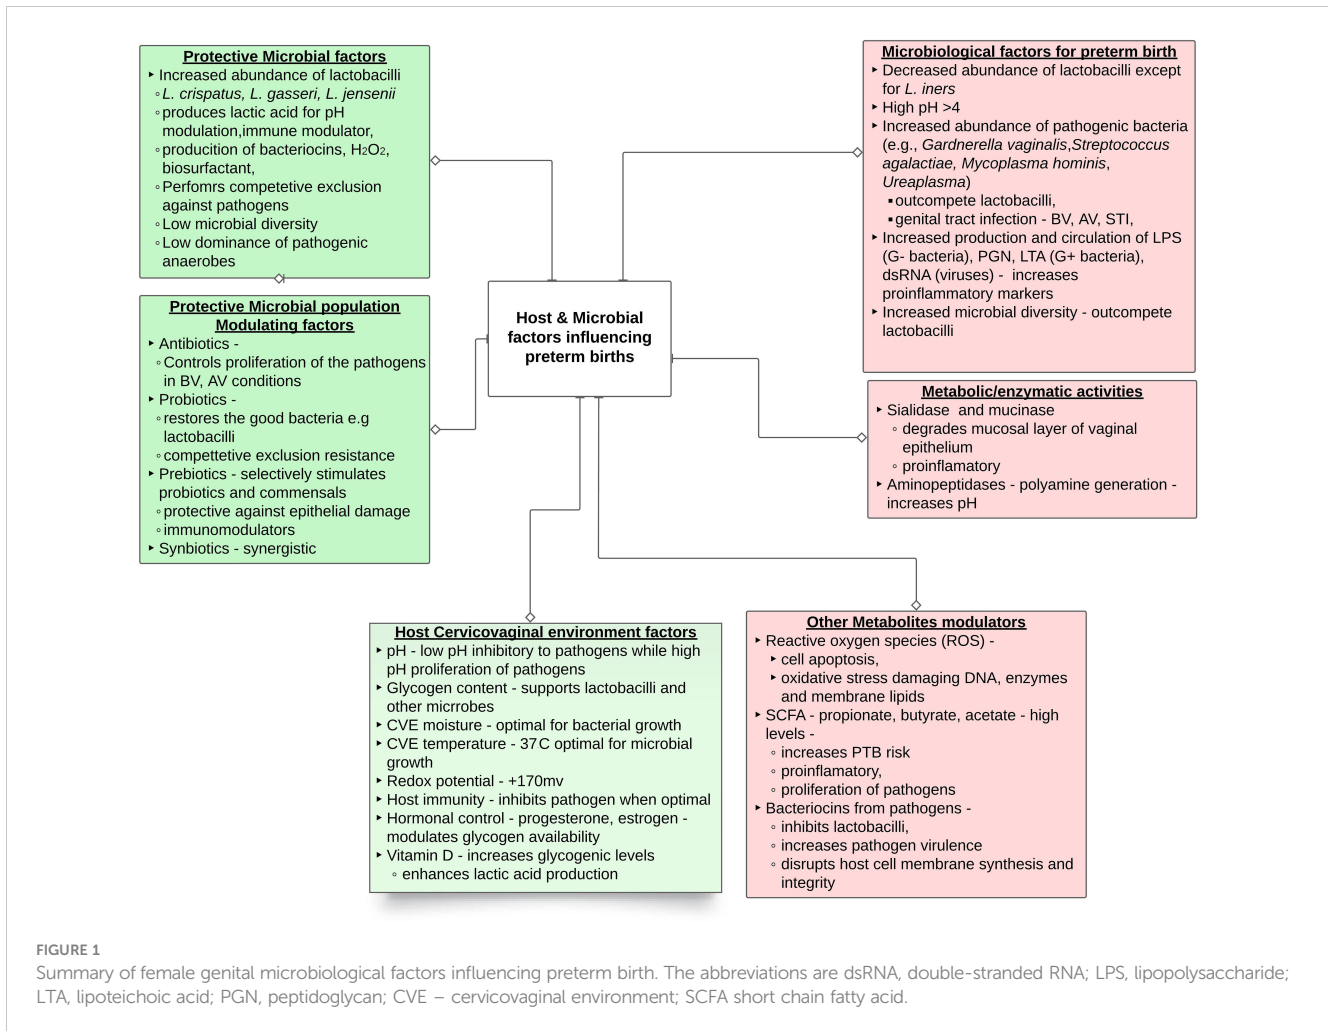 Protective Microbial factors
‣ Increased abundance of lactobacilli
◦ L. crispatus, L. gasseri, L. jensenii
◦ produces lactic acid for pH
modulation,immune modulator,
◦ producition of bacteriocins, H2O2,
biosurfactant,
◦ Perfomrs competetive exclusion
against pathogens
◦ Low microbial diversity
◦ Low dominance of pathogenic
anaerobes
Protective Microbial population
Modulating factors
‣ Antibiotics -
◦ Controls proliferation of the pathogens
in BV, AV conditions
‣ Probiotics -
◦ restores the good bacteria e.g
lactobacilli
◦ compettetive exclusion resistance
‣ Prebiotics - selectively stimulates
probiotics and commensals
◦ protective against epithelial damage
◦ immunomodulators
‣ Synbiotics - synergistic
Host & Microbial
factors influencing
preterm births
Microbiological factors for preterm birth
‣ Decreased abundance of lactobacilli except
for L. iners
‣ High pH >4
‣ Increased abundance of pathogenic bacteria
(e.g., Gardnerella vaginalis,Streptococcus
agalactiae, Mycoplasma hominis,
Ureaplasma)
▪ outcompete lactobacilli,
▪ genital tract infection - BV, AV, STI,
‣ Increased production and circulation of LPS
(G- bacteria), PGN, LTA (G+ bacteria),
dsRNA (viruses) - increases
proinflammatory markers
‣ Increased microbial diversity - outcompete
lactobacilli
Metabolic/enzymatic activities
‣ Sialidase and mucinase
◦ degrades mucosal layer of vaginal
epithelium
◦ proinflamatory
‣ Aminopeptidases - polyamine generation -
increases pH
Host Cervicovaginal environment factors
‣ pH - low pH inhibitory to pathogens while high
pH proliferation of pathogens
‣ Glycogen content - supports lactobacilli and
other micrrobes
‣ CVE moisture - optimal for bacterial growth
‣ CVE temperature - 37C optimal for microbial
growth
‣ Redox potential - +170mv
‣ Host immunity - inhibits pathogen when optimal
‣ Hormonal control - progesterone, estrogen -
modulates glycogen availability
‣ Vitamin D - increases glycogenic levels
◦ enhances lactic acid production
Other Metabolites modulators
‣ Reactive oxygen species (ROS) -
‣ cell apoptosis,
‣ oxidative stress damaging DNA, enzymes
and membrane lipids
‣ SCFA - propionate, butyrate, acetate - high
levels -
◦ increases PTB risk
◦ proinflamatory,
◦ proliferation of pathogens
‣ Bacteriocins from pathogens -
◦ inhibits lactobacilli,
◦ increases pathogen virulence
◦ disrupts host cell membrane synthesis and
integrity
FIGURE 1
Summary of female genital microbiological factors influencing preterm birth. The abbreviations are dsRNA, double-stranded RNA; LPS, lipopolysaccharide;
LTA, lipoteichoic acid; PGN, peptidoglycan; CVE – cervicovaginal environment; SCFA short chain fatty acid.